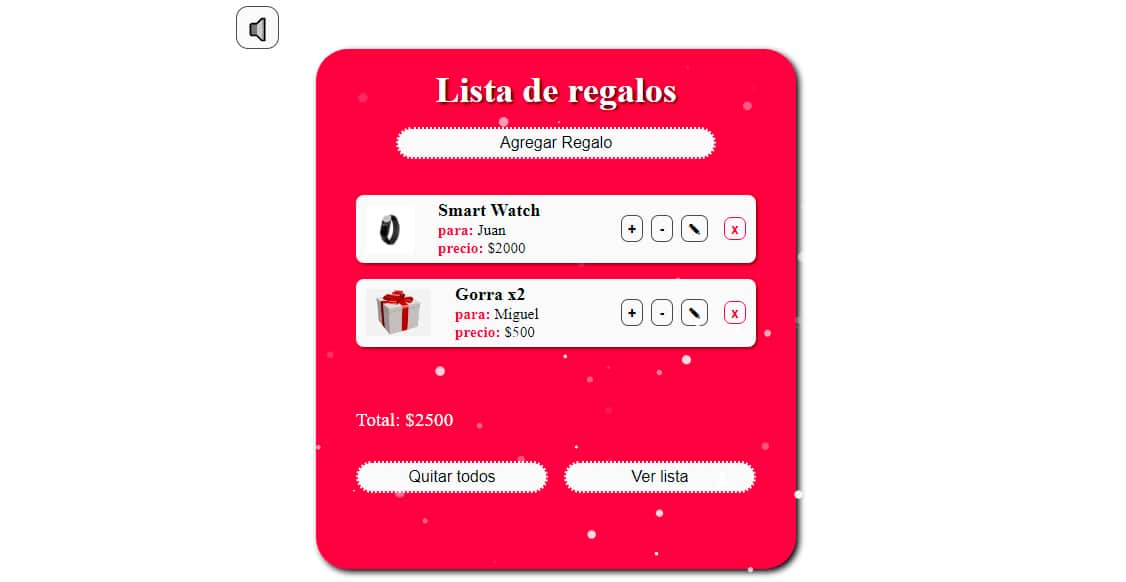 Lista de regalos
Agregar Regalo
Smart Watch
para: Juan
precio: $2000
+ - x
Gorra x2
para: Miguel
precio: $500
+ - x
Total: $2500
Quitar todos
Ver lista